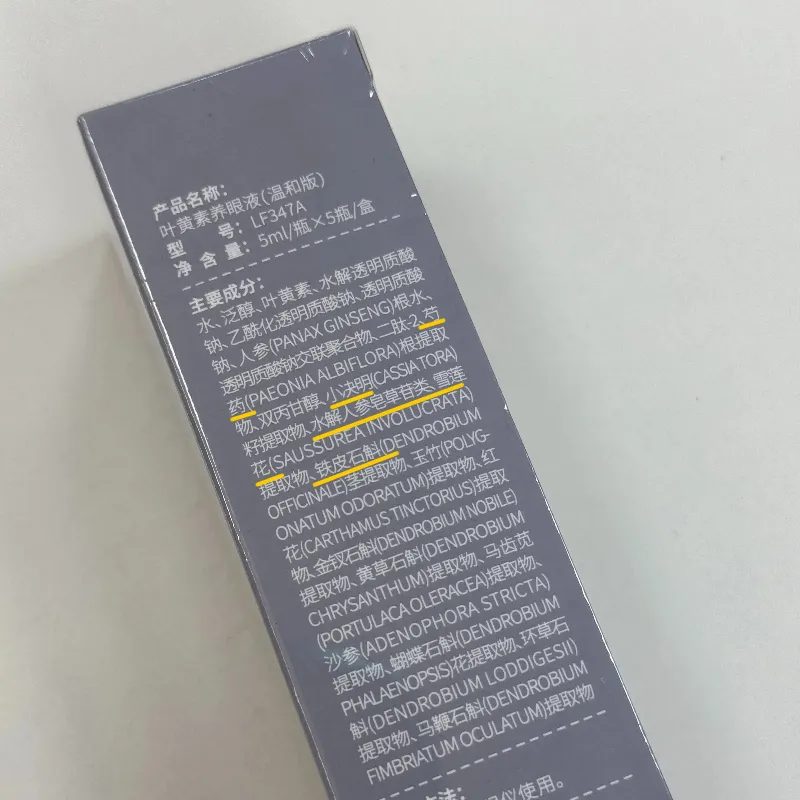 产品名称：
叶黄素养眼液(温和版)
型 号： LF347A
净 含 量： 5ml/瓶×5瓶/盒
主要成分：
水、泛醇、叶黄素、水解透明质酸
钠、乙酰化透明质酸钠、透明质酸
钠、人参(PANAX GINSENG)根水、
透明质酸钠交联聚合物、二肽-2、芍
药(PAEONIA ALBIFLORA)根提取
物、双丙甘醇、小决明(CASSIA TORA)
籽提取物、水解人参皂草苷类、雪莲
花(SAUSSUREA INVOLUCRATA)
提取物、铁皮石斛(DENDROBIUM
OFFICINALE)茎提取物、玉竹(POLYG-
ONATUM ODORATUM)提取物、红
花(CARTHAMUS TINCTORIUS)提取
物、金钗石斛(DENDROBIUM NOBILE)
提取物、黄草石斛(DENDROBIUM
CHRYSANTHUM)提取物、马齿苋
(PORTULACA OLERACEA)提取物、
沙参(ADENOPHORA STRICTA)
提取物、蝴蝶石斛(DENDROBIUM
PHALAENOPSIS)花提取物、环草石
斛(DENDROBIUM LODDIGESII)
提取物、马鞭石斛(DENDROBIUM
FIMBRIATUM OCULATUM)提取物
使用。